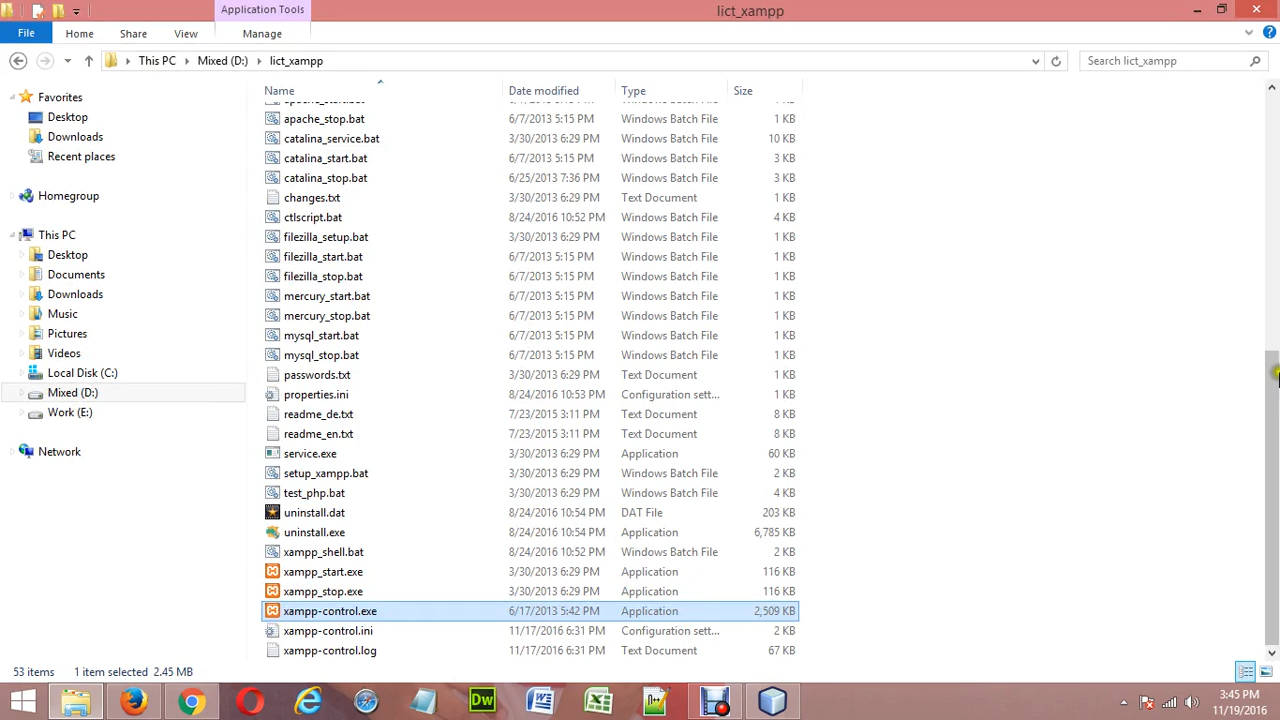 Application Tools
lict_xampp
File Home Share View Manage
This PC Mixed (D:) lict_xampp Search lict_xampp
Name Date modified Type Size
Favorites
Desktop
Downloads
Recent places
Homegroup
This PC
Desktop
Documents
Downloads
Music
Pictures
Videos
Local Disk (C:)
Mixed (D:)
Work (E:)
Network
apache_stop.bat 6/7/2013 5:15 PM Windows Batch File 1 KB
catalina_service.bat 3/30/2013 6:29 PM Windows Batch File 10 KB
catalina_start.bat 6/7/2013 5:15 PM Windows Batch File 3 KB
catalina_stop.bat 6/25/2013 7:36 PM Windows Batch File 3 KB
changes.txt 3/30/2013 6:29 PM Text Document 1 KB
ctlscript.bat 8/24/2016 10:52 PM Windows Batch File 4 KB
filezilla_setup.bat 3/30/2013 6:29 PM Windows Batch File 1 KB
filezilla_start.bat 6/7/2013 5:15 PM Windows Batch File 1 KB
filezilla_stop.bat 6/7/2013 5:15 PM Windows Batch File 1 KB
mercury_start.bat 6/7/2013 5:15 PM Windows Batch File 1 KB
mercury_stop.bat 6/7/2013 5:15 PM Windows Batch File 1 KB
mysql_start.bat 6/7/2013 5:15 PM Windows Batch File 1 KB
mysql_stop.bat 6/7/2013 5:15 PM Windows Batch File 1 KB
passwords.txt 3/30/2013 6:29 PM Text Document 1 KB
properties.ini 8/24/2016 10:53 PM Configuration sett... 1 KB
readme_de.txt 7/23/2015 3:11 PM Text Document 8 KB
readme_en.txt 7/23/2015 3:11 PM Text Document 8 KB
service.exe 3/30/2013 6:29 PM Application 60 KB
setup_xampp.bat 3/30/2013 6:29 PM Windows Batch File 2 KB
test_php.bat 3/30/2013 6:29 PM Windows Batch File 4 KB
uninstall.dat 8/24/2016 10:54 PM DAT File 203 KB
uninstall.exe 8/24/2016 10:54 PM Application 6,785 KB
xampp_shell.bat 8/24/2016 10:52 PM Windows Batch File 2 KB
xampp_start.exe 3/30/2013 6:29 PM Application 116 KB
xampp_stop.exe 3/30/2013 6:29 PM Application 116 KB
xampp-control.exe 6/17/2013 5:42 PM Application 2,509 KB
xampp-control.ini 11/17/2016 6:31 PM Configuration sett... 2 KB
xampp-control.log 11/17/2016 6:31 PM Text Document 67 KB
53 items 1 item selected 2.45 MB
3:45 PM
11/19/2016